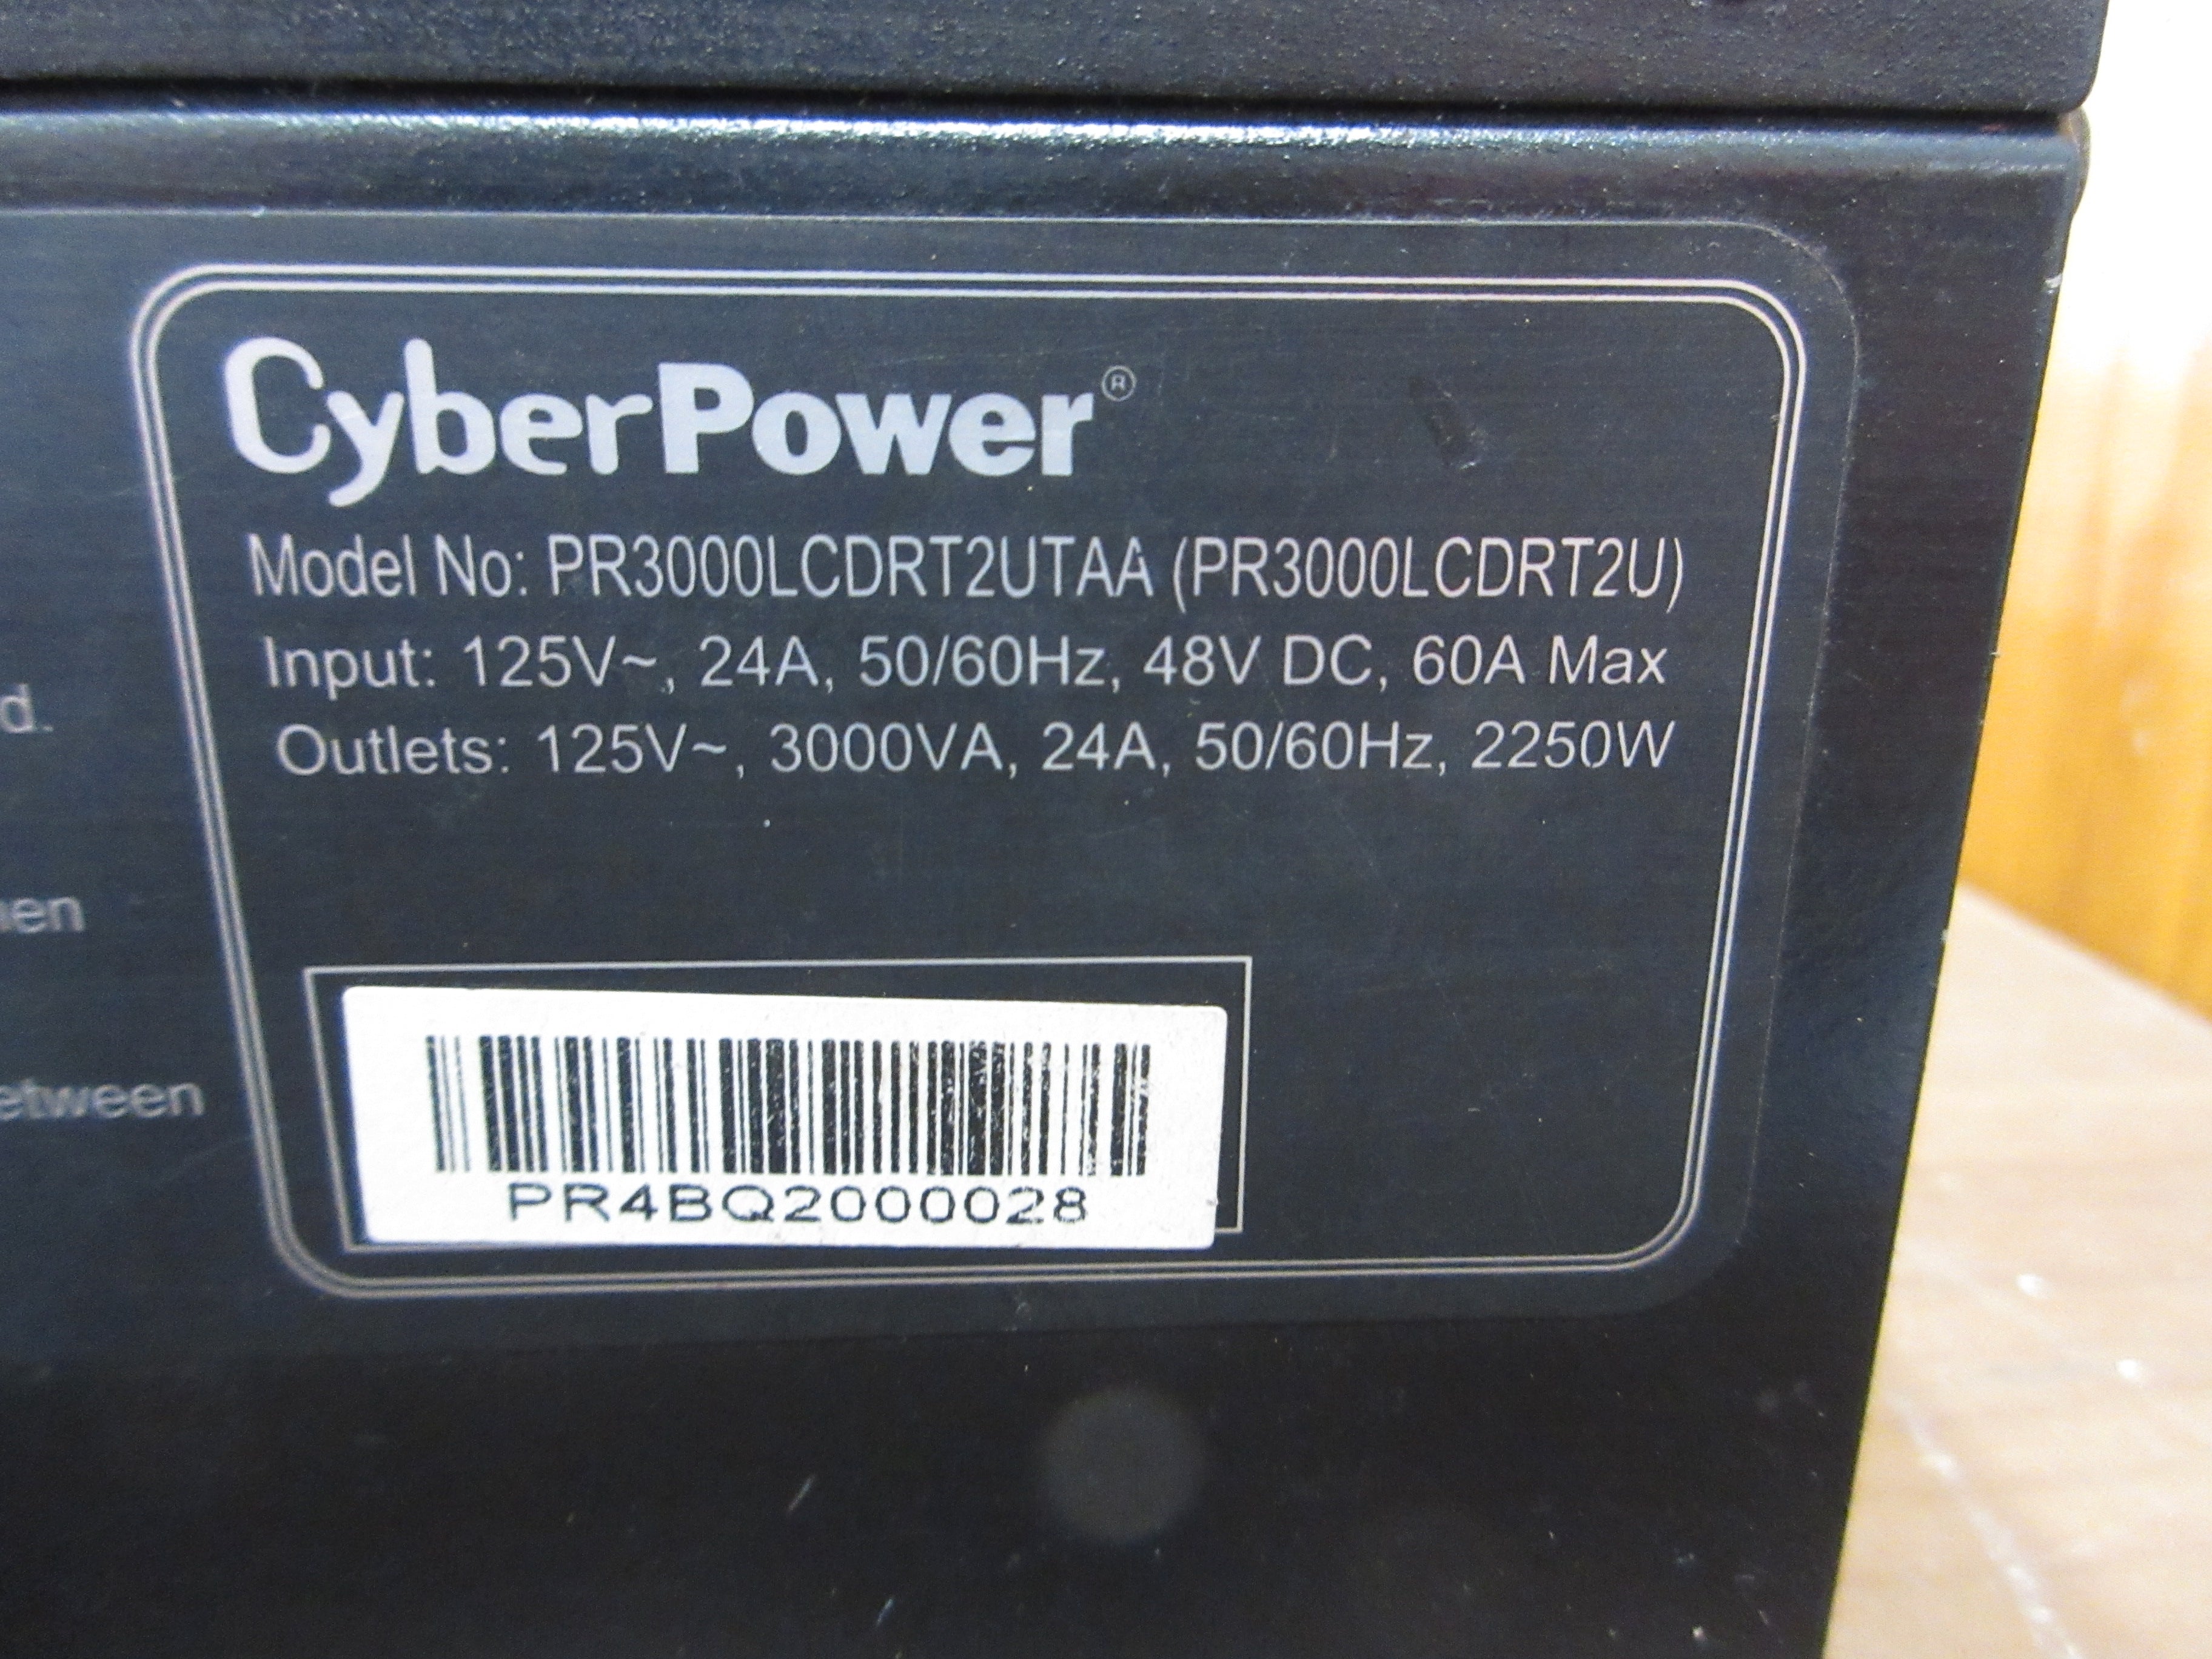 CyberPower®
Model No: PR3000LCDRT2UTAA (PR3000LCDRT2U)
Input: 125V~, 24A, 50/60Hz, 48V DC, 60A Max
d.
Outlets: 125V~, 3000VA, 24A, 50/60Hz, 2250W
etween
PR4BQ2000028